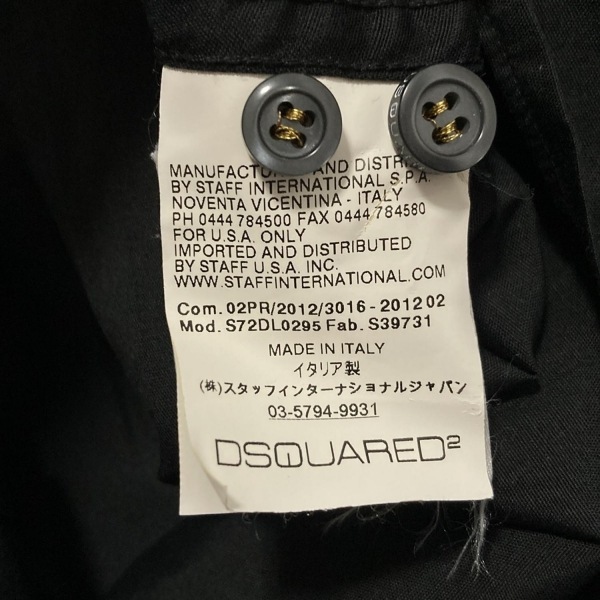 MANUFACTURED AND DISTRIBUTED
BY STAFF INTERNATIONAL S.P.A.
NOVENTA VICENTINA - ITALY
PH 0444 784500 FAX 0444 784580
FOR U.S.A. ONLY
IMPORTED AND DISTRIBUTED
BY STAFF U.S.A. INC.
WWW.STAFFINTERNATIONAL.COM
Com. 02PR/2012/3016 - 2012 02
Mod. S72DL0295 Fab. S39731
MADE IN ITALY
イタリア製
(株)スタッフインターナショナルジャパン
03-5794-9931
DSQUARED²